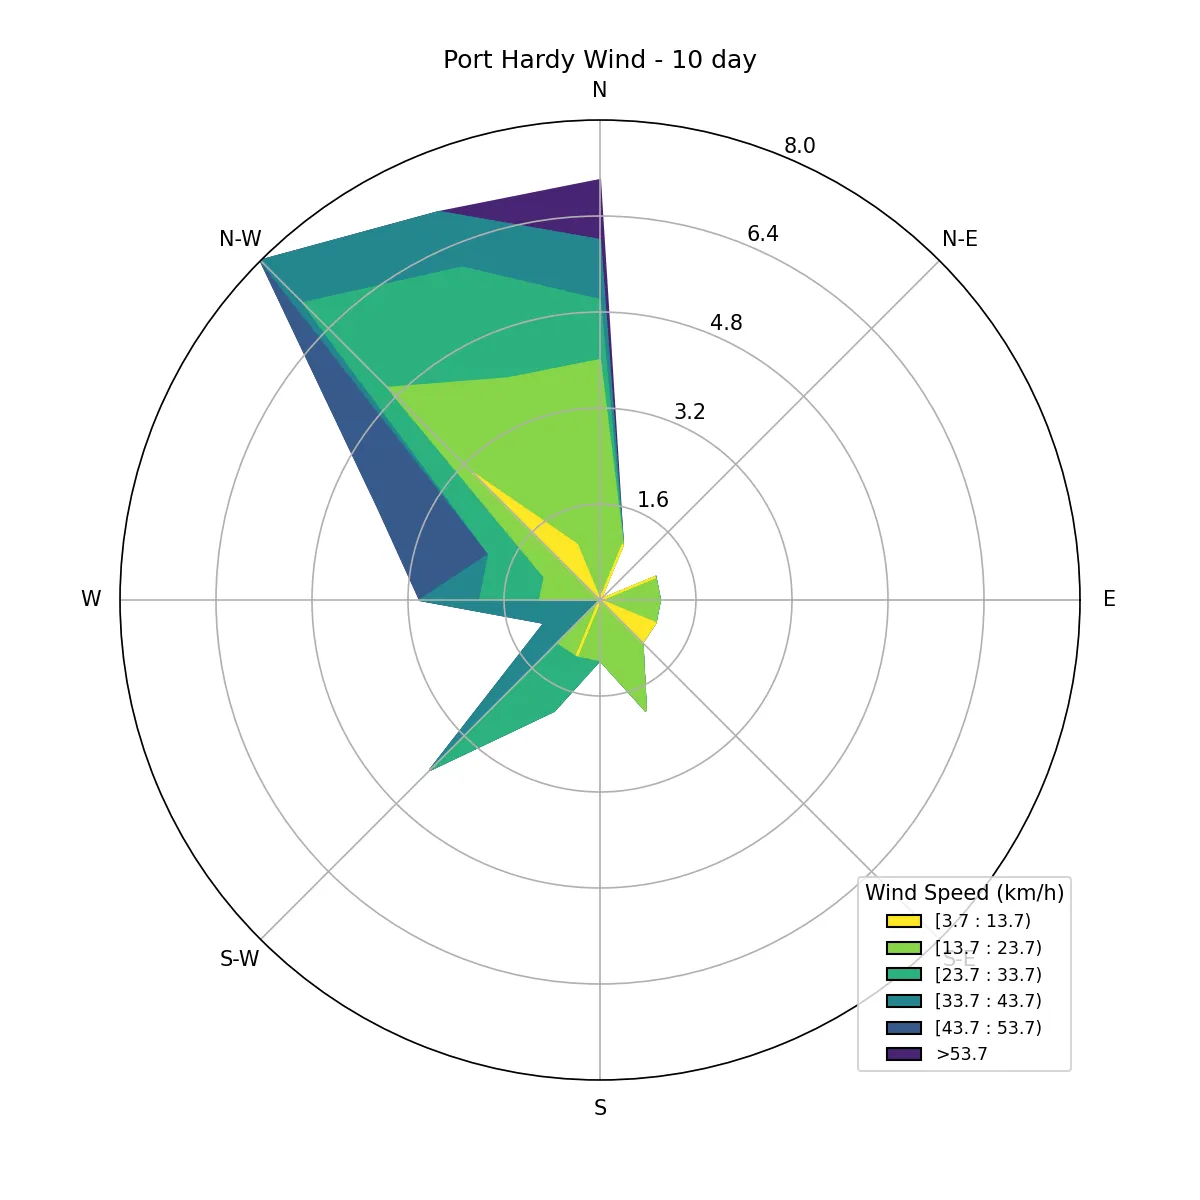 Port Hardy Wind - 10 day
N
8.0
N-W
6.4
N-E
4.8
3.2
1.6
W
E
Wind Speed (km/h)
[3.7 : 13.7)
[13.7 : 23.7)
S-W
S-E
[23.7 : 33.7)
[33.7 : 43.7)
[43.7 : 53.7)
>53.7
S